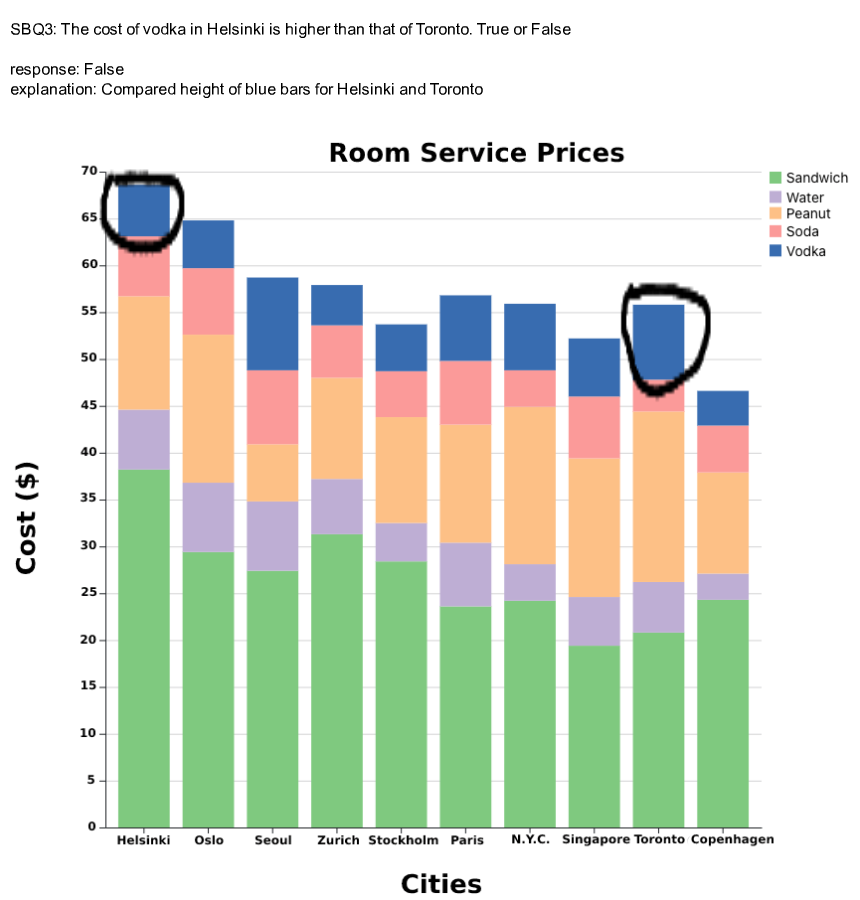 SBQ3: The cost of vodka in Helsinki is higher than that of Toronto. True or False
response: False
explanation: Compared height of blue bars for Helsinki and Toronto
Room Service Prices
Sandwich
Water
Peanut
Soda
Vodka
70
65
60
55
50
45
40
35
30
25
20
15
10
5
0
Cost ($)
Helsinki Oslo Seoul Zurich Stockholm Paris N.Y.C. Singapore Toronto Copenhagen
Cities